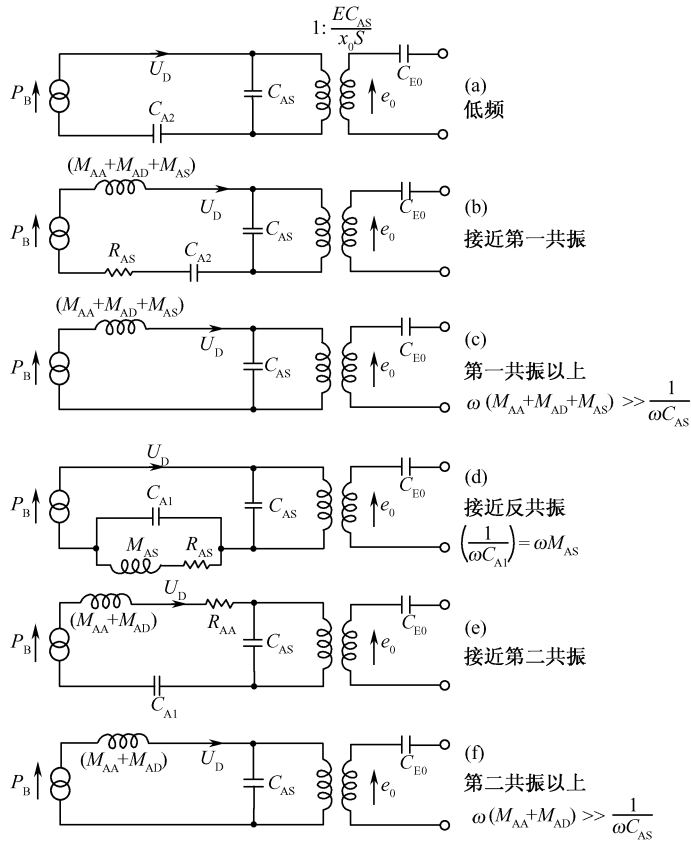 1: EC_AS / x_0S
P_B U_D C_A2 C_AS e_0 C_E0 (a)
低频
(M_AA+M_AD+M_AS)
P_B U_D R_AS C_A2 C_AS e_0 C_E0 (b)
接近第一共振
(M_AA+M_AD+M_AS)
P_B U_D C_AS e_0 C_E0 (c)
第一共振以上
ω(M_AA+M_AD+M_AS) >> 1/ωC_AS
P_B U_D C_A1 M_AS R_AS C_AS e_0 C_E0 (d)
接近反共振
(1/ωC_A1)=ωM_AS
P_B (M_AA+M_AD) U_D R_AA C_A1 C_AS e_0 C_E0 (e)
接近第二共振
P_B (M_AA+M_AD) U_D C_AS e_0 C_E0 (f)
第二共振以上
ω(M_AA+M_AD) >> 1/ωC_AS